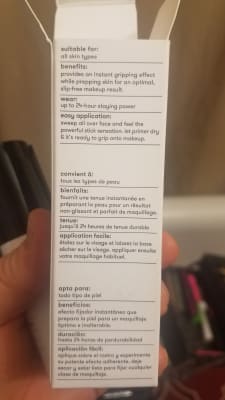 suitable for:
all skin types
benefits:
provides an instant gripping effect
while prepping skin for an optimal,
slip-free makeup result.
wear:
up to 24-hour staying power
easy application:
sweep all over face and feel the
powerful stick sensation. let primer dry
& it's ready to grip onto makeup.
convient à:
tous les types de peau
bienfaits:
fournit une tenue instantanée en
préparant la peau pour un résultat
non-glissant et parfait du maquillage.
tenue:
jusqu'à 24 heures de tenue durable
application facile:
étalez sur le visage et laissez la base
sécher sur le visage. appliquer ensuite
votre maquillage habituel.
apta para:
todo tipo de piel
beneficios:
efecto fijador instantáneo que
prepara la piel para un maquillaje
óptimo e inalterable.
duración:
hasta 24 horas de perdurabilidad
aplicación fácil:
aplique sobre el rostro y experimente
su potente efecto adherente. deje
secar y ¡está listo para fijar cualquier
clase de maquillaje.